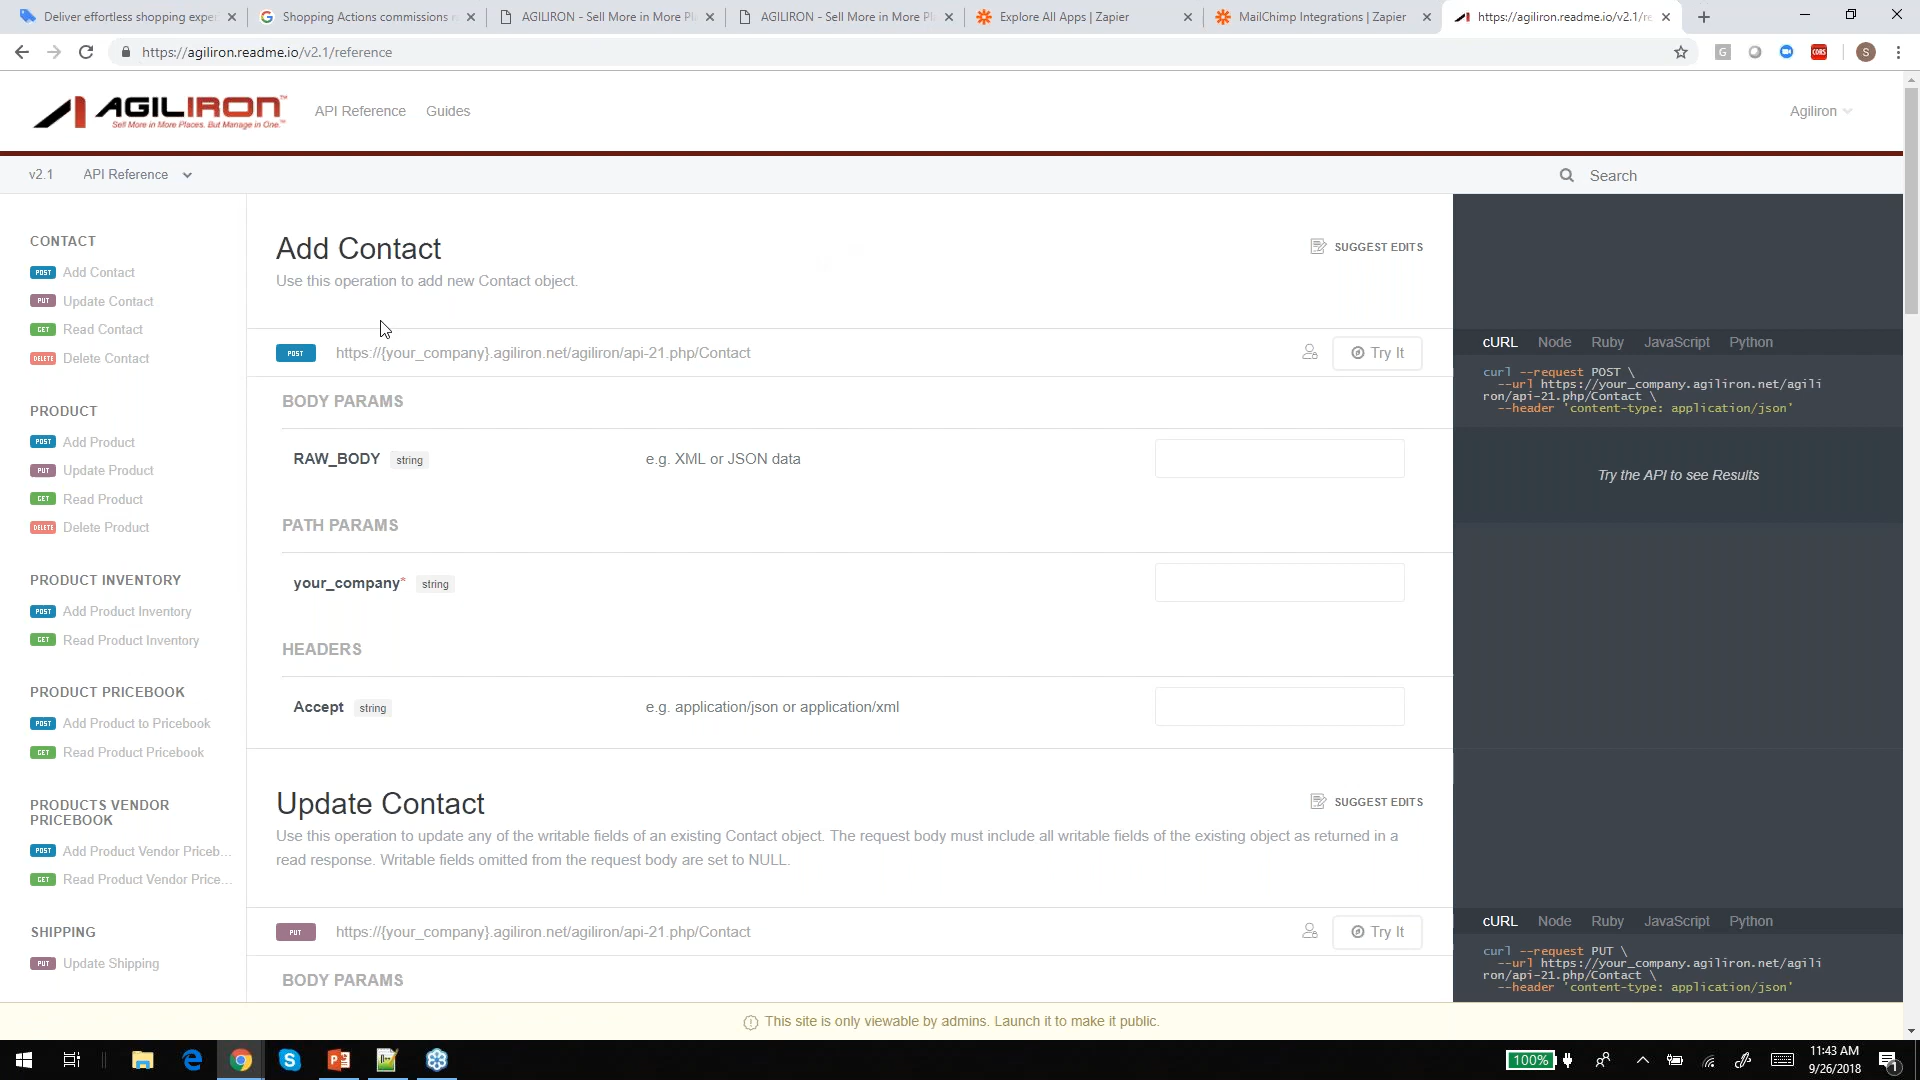 Deliver effortless shopping exper
Shopping Actions commissions r
AGILIRON - Sell More in More Pl
AGILIRON - Sell More in More Pl
Explore All Apps | Zapier
MailChimp Integrations | Zapier
https://agiliron.readme.io/v2.1/re
https://agiliron.readme.io/v2.1/reference
G
CORS
S
AGILIRON™
Sell More in More Places. But Manage in One.™
API Reference Guides
Agiliron
v2.1 API Reference
Search
CONTACT
POST Add Contact
PUT Update Contact
GET Read Contact
DELETE Delete Contact
PRODUCT
POST Add Product
PUT Update Product
GET Read Product
DELETE Delete Product
PRODUCT INVENTORY
POST Add Product Inventory
GET Read Product Inventory
PRODUCT PRICEBOOK
POST Add Product to Pricebook
GET Read Product Pricebook
PRODUCTS VENDOR
PRICEBOOK
POST Add Product Vendor Priceb...
GET Read Product Vendor Price...
SHIPPING
PUT Update Shipping
Add Contact
SUGGEST EDITS
Use this operation to add new Contact object.
POST https://{your_company}.agiliron.net/agiliron/api-21.php/Contact
Try It
BODY PARAMS
RAW_BODY string e.g. XML or JSON data
PATH PARAMS
your_company* string
HEADERS
Accept string e.g. application/json or application/xml
Update Contact
SUGGEST EDITS
Use this operation to update any of the writable fields of an existing Contact object. The request body must include all writable fields of the existing object as returned in a
read response. Writable fields omitted from the request body are set to NULL.
PUT https://{your_company}.agiliron.net/agiliron/api-21.php/Contact
Try It
BODY PARAMS
cURL Node Ruby JavaScript Python
curl --request POST \
--url https://your_company.agiliron.net/agili
ron/api-21.php/Contact \
--header 'content-type: application/json'
Try the API to see Results
cURL Node Ruby JavaScript Python
curl --request PUT \
--url https://your_company.agiliron.net/agili
ron/api-21.php/Contact \
--header 'content-type: application/json'
This site is only viewable by admins. Launch it to make it public.
100%
11:43 AM
9/26/2018
1